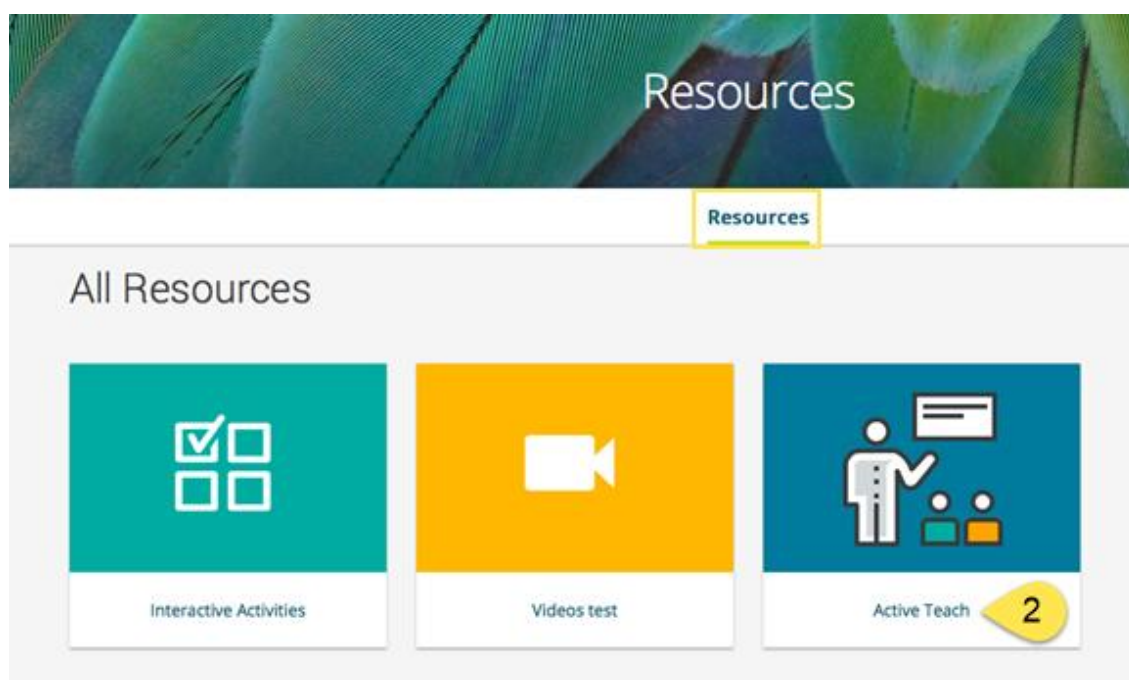 Resources
Resources
All Resources
Interactive Activities
Videos test
Active Teach
2